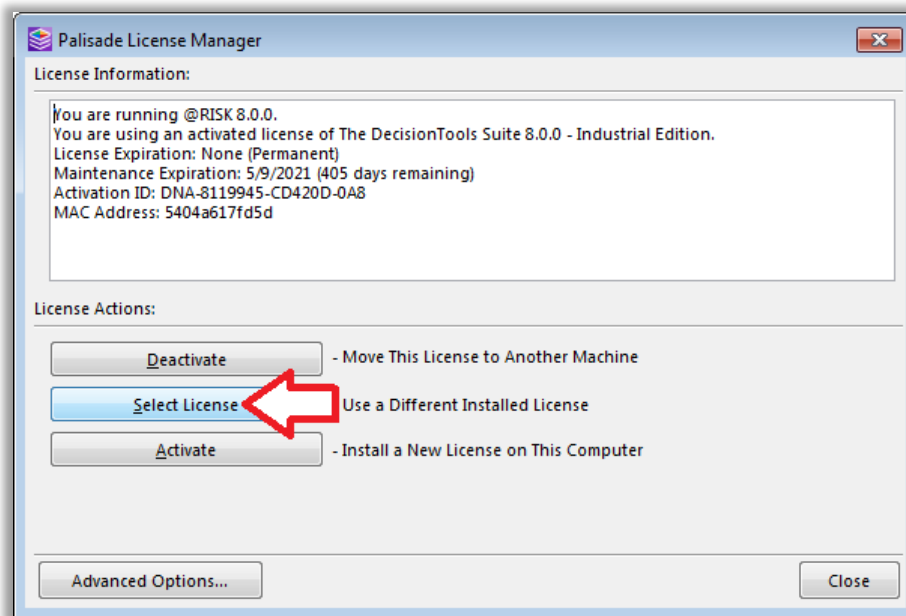 Palisade License Manager
License Information:
You are running @RISK 8.0.0.
You are using an activated license of The DecisionTools Suite 8.0.0 - Industrial Edition.
License Expiration: None (Permanent)
Maintenance Expiration: 5/9/2021 (405 days remaining)
Activation ID: DNA-8119945-CD420D-0A8
MAC Address: 5404a617fd5d
License Actions:
Deactivate - Move This License to Another Machine
Select License Use a Different Installed License
Activate - Install a New License on This Computer
Advanced Options... Close